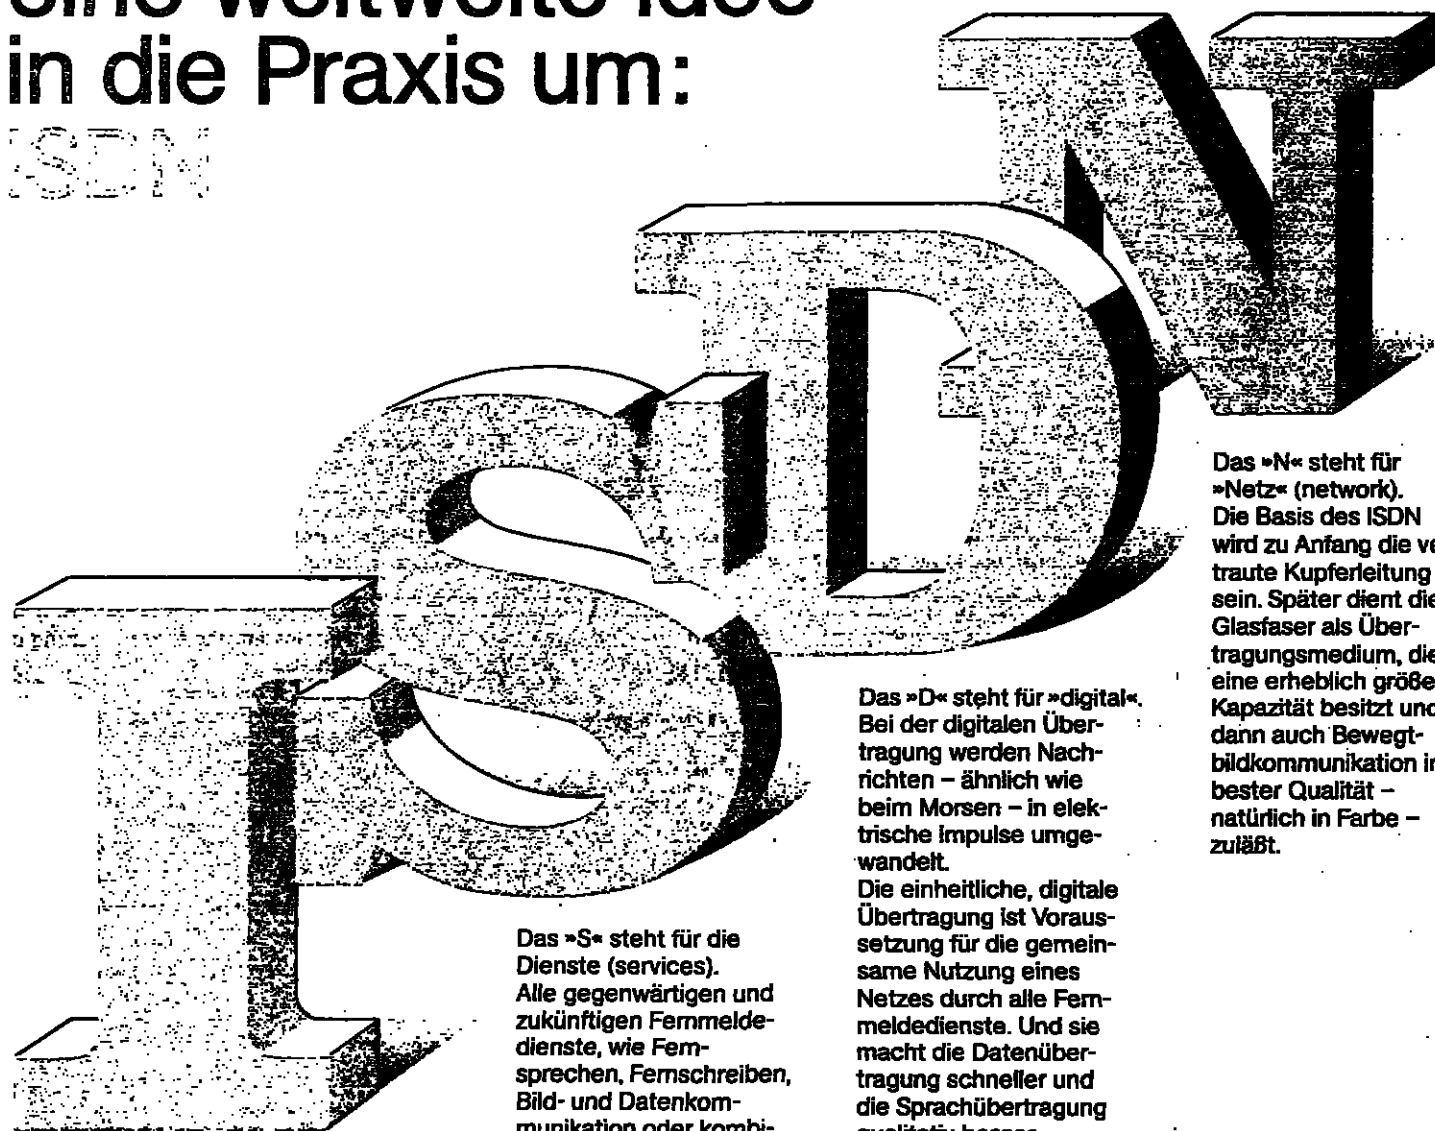 eine weltweite Idee
in die Praxis um:
ISDN
ISDN
Das »S« steht für die
Dienste (services).
Alle gegenwärtigen und
zukünftigen Fernmelde-
dienste, wie Fern-
sprechen, Fernschreiben,
Bild- und Datenkom-
munikation oder kombi-
Das »D« steht für »digital«.
Bei der digitalen Über-
tragung werden Nach-
richten – ähnlich wie
beim Morsen – in elek-
trische Impulse umge-
wandelt.
Die einheitliche, digitale
Übertragung ist Voraus-
setzung für die gemein-
same Nutzung eines
Netzes durch alle Fern-
meldedienste. Und sie
macht die Datenüber-
tragung schneller und
die Sprachübertragung
qualitativ besser.
Das »N« steht für
»Netz« (network).
Die Basis des ISDN
wird zu Anfang die ve
traute Kupferleitung
sein. Später dient die
Glasfaser als Über-
tragungsmedium, die
eine erheblich größe
Kapazität besitzt und
dann auch Bewegt-
bildkommunikation in
bester Qualität –
natürlich in Farbe –
zuläßt.